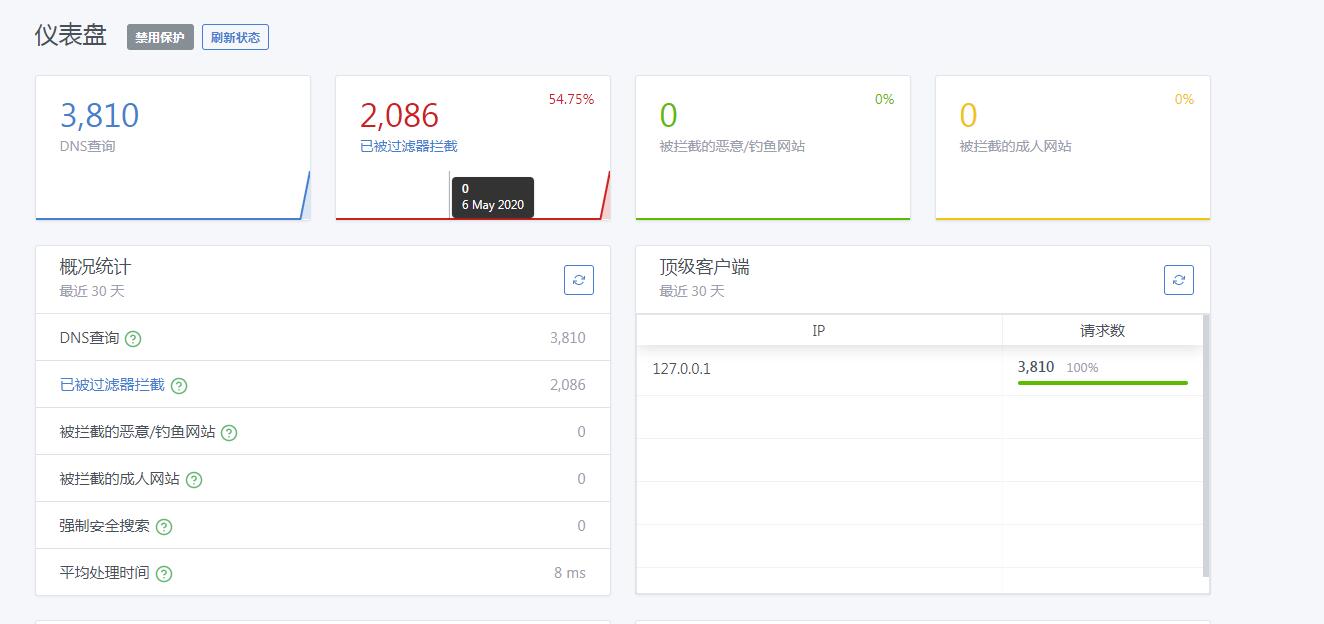 仪表盘 禁用保护 刷新状态
3,810
DNS查询
54.75%
2,086
已被过滤器拦截
0
6 May 2020
0%
0
被拦截的恶意/钓鱼网站
0%
0
被拦截的成人网站
概况统计
最近 30 天
DNS查询 3,810
已被过滤器拦截 2,086
被拦截的恶意/钓鱼网站 0
被拦截的成人网站 0
强制安全搜索 0
平均处理时间 8 ms
顶级客户端
最近 30 天
IP 请求数
127.0.0.1 3,810 100%